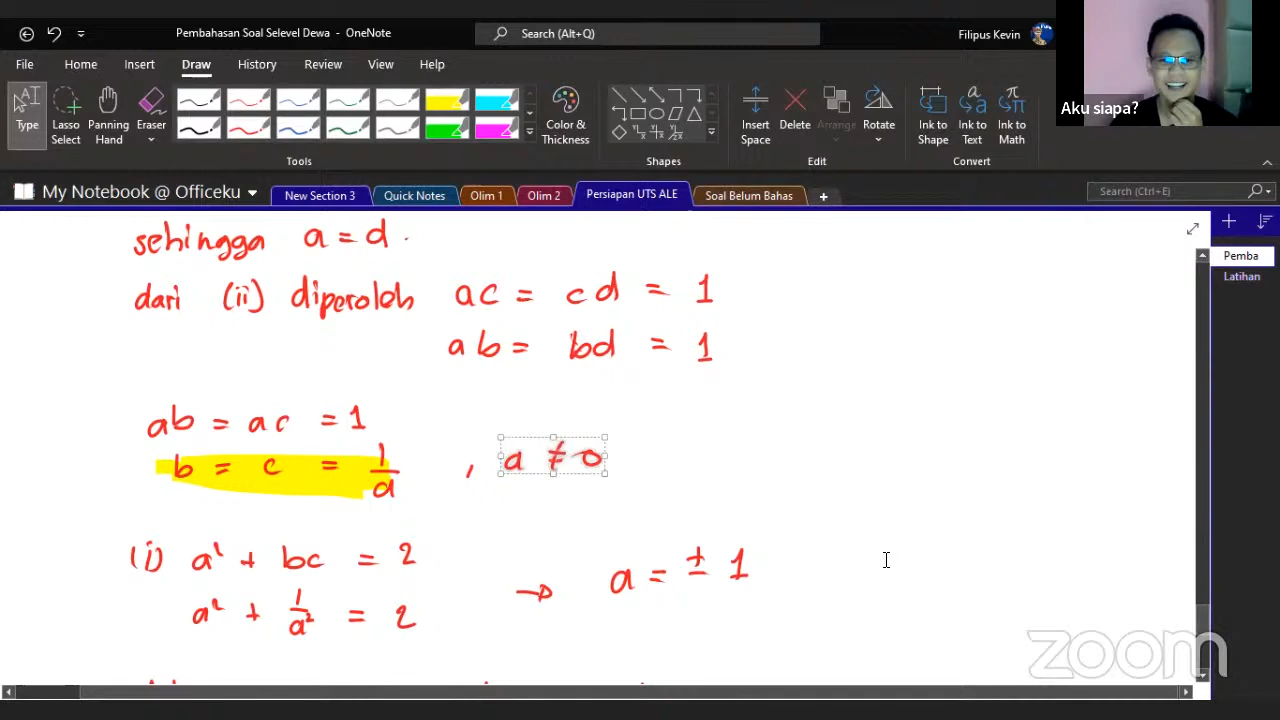 Pembahasan Soal Selevel Dewa - OneNote
Search (Alt+Q)
Filipus Kevin
File Home Insert Draw History Review View Help
Type
Lasso Select
Panning Hand
Eraser
Color & Thickness
Insert Space
Delete
Arrange
Rotate
Ink to Shape
Ink to Text
Ink to Math
Tools
Shapes
Edit
Convert
Aku siapa?
My Notebook @ Officeku
New Section 3
Quick Notes
Olim 1
Olim 2
Persiapan UTS ALE
Soal Belum Bahas
Search (Ctrl+E)
Pemba
Latihan
sehingga a = d .
dari (ii) diperoleh ac = cd = 1
ab = bd = 1
ab = ac = 1
b = c = 1/a , a ≠ 0
(i) a² + bc = 2
→ a = ± 1
a² + 1/a² = 2
zoom